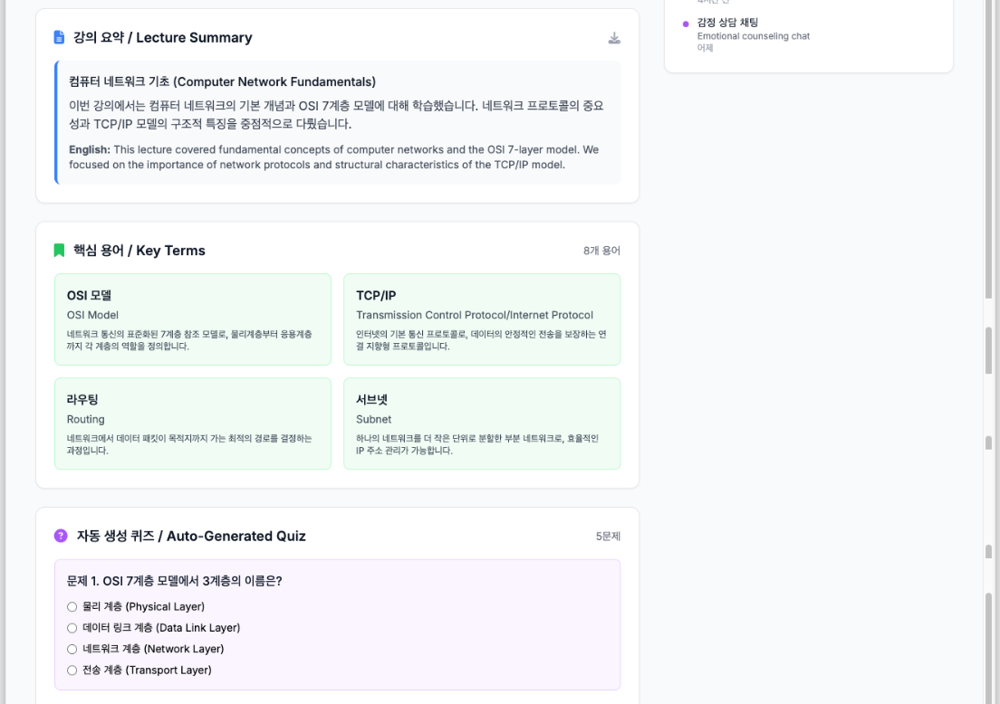 강의 요약 / Lecture Summary
컴퓨터 네트워크 기초 (Computer Network Fundamentals)
이번 강의에서는 컴퓨터 네트워크의 기본 개념과 OSI 7계층 모델에 대해 학습했습니다. 네트워크 프로토콜의 중요
성과 TCP/IP 모델의 구조적 특징을 중점적으로 다뤘습니다.
English: This lecture covered fundamental concepts of computer networks and the OSI 7-layer model. We
focused on the importance of network protocols and structural characteristics of the TCP/IP model.
핵심 용어 / Key Terms
8개 용어
OSI 모델
OSI Model
네트워크 통신의 표준화된 7계층 참조 모델로, 물리계층부터 응용계층
까지 각 계층의 역할을 정의합니다.
TCP/IP
Transmission Control Protocol/Internet Protocol
인터넷의 기본 통신 프로토콜로, 데이터의 안정적인 전송을 보장하는 연
결 지향형 프로토콜입니다.
라우팅
Routing
네트워크에서 데이터 패킷이 목적지까지 가는 최적의 경로를 결정하는
과정입니다.
서브넷
Subnet
하나의 네트워크를 더 작은 단위로 분할한 부분 네트워크로, 효율적인
IP 주소 관리가 가능합니다.
자동 생성 퀴즈 / Auto-Generated Quiz
5문제
문제 1. OSI 7계층 모델에서 3계층의 이름은?
물리 계층 (Physical Layer)
데이터 링크 계층 (Data Link Layer)
네트워크 계층 (Network Layer)
전송 계층 (Transport Layer)
감정 상담 채팅
Emotional counseling chat
어제